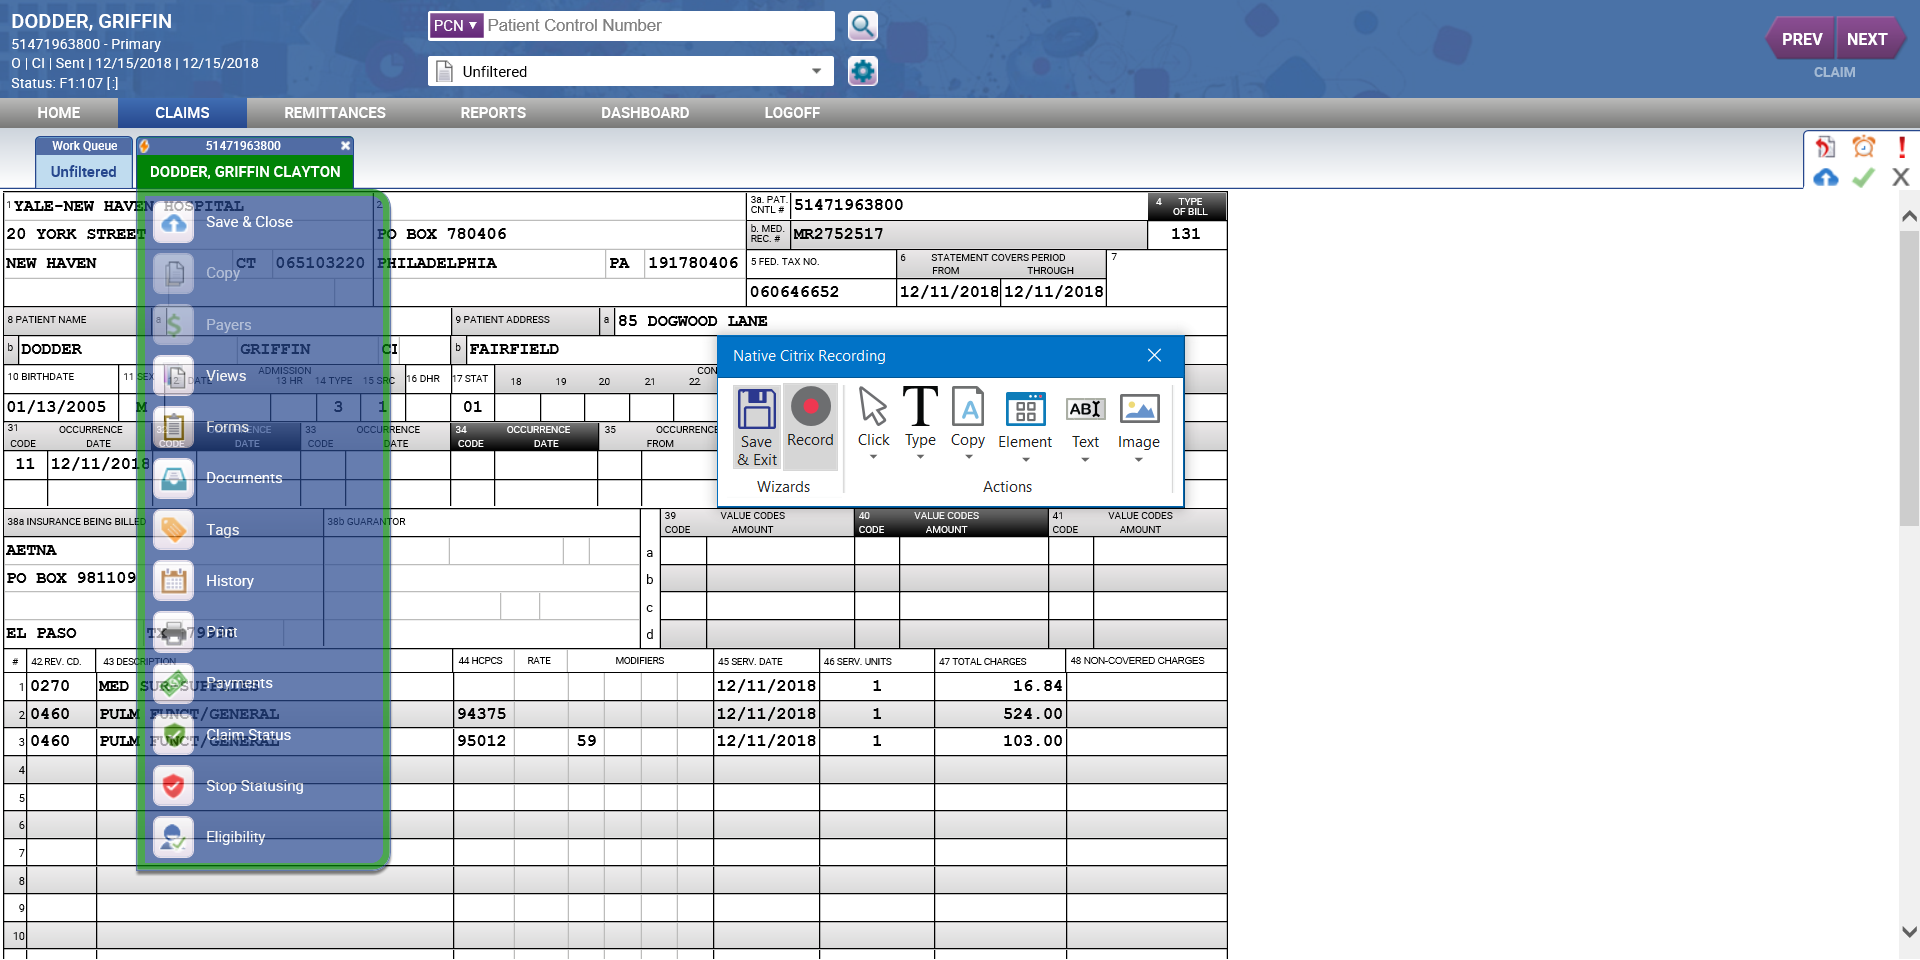 DODDER, GRIFFIN
51471963800 - Primary
O | CI | Sent | 12/15/2018 | 12/15/2018
Status: F1:107 [:]
PCN ▼ Patient Control Number
Unfiltered
PREV NEXT
CLAIM
HOME CLAIMS REMITTANCES REPORTS DASHBOARD LOGOFF
Work Queue
Unfiltered
51471963800
DODDER, GRIFFIN CLAYTON
1 YALE-NEW HAVEN HOSPITAL 2
3a. PAT. CNTL # 51471963800
4 TYPE OF BILL
20 YORK STREET PO BOX 780406
b. MED. REC. # MR2752517 131
NEW HAVEN CT 065103220 PHILADELPHIA PA 191780406
5 FED. TAX NO. 6 STATEMENT COVERS PERIOD FROM THROUGH 7
060646652 12/11/2018 12/11/2018
8 PATIENT NAME a 9 PATIENT ADDRESS a 85 DOGWOOD LANE
b DODDER GRIFFIN CI b FAIRFIELD
10 BIRTHDATE 11 SEX 12 DATE ADMISSION 13 HR 14 TYPE 15 SRC 16 DHR 17 STAT 18 19 20 21 22 CON
01/13/2005 M 3 1 01
31 CODE OCCURRENCE DATE 32 CODE OCCURRENCE DATE 33 CODE OCCURRENCE DATE 34 CODE OCCURRENCE DATE 35 OCCURRENCE FROM
11 12/11/2018
38a INSURANCE BEING BILLED 38b GUARANTOR
39 CODE VALUE CODES AMOUNT 40 CODE VALUE CODES AMOUNT 41 CODE VALUE CODES AMOUNT
AETNA a
PO BOX 981109 b
c
EL PASO TX 79998 d
# 42 REV. CD. 43 DESCRIPTION 44 HCPCS RATE MODIFIERS 45 SERV. DATE 46 SERV. UNITS 47 TOTAL CHARGES 48 NON-COVERED CHARGES
1 0270 MED SUR-SUPPLIES 12/11/2018 1 16.84
2 0460 PULM FUNCT/GENERAL 94375 12/11/2018 1 524.00
3 0460 PULM FUNCT/GENERAL 95012 59 12/11/2018 1 103.00
4
5
6
7
8
9
10
Save & Close
Copy
Payers
Views
Forms
Documents
Tags
History
Print
Payments
Claim Status
Stop Statusing
Eligibility
Native Citrix Recording
Save & Exit Record Click Type Copy Element Text Image
Wizards Actions